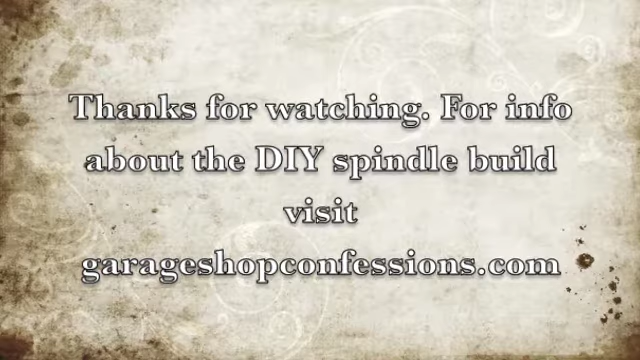 Thanks for watching. For info
about the DIY spindle build
visit
garageshopconfessions.com